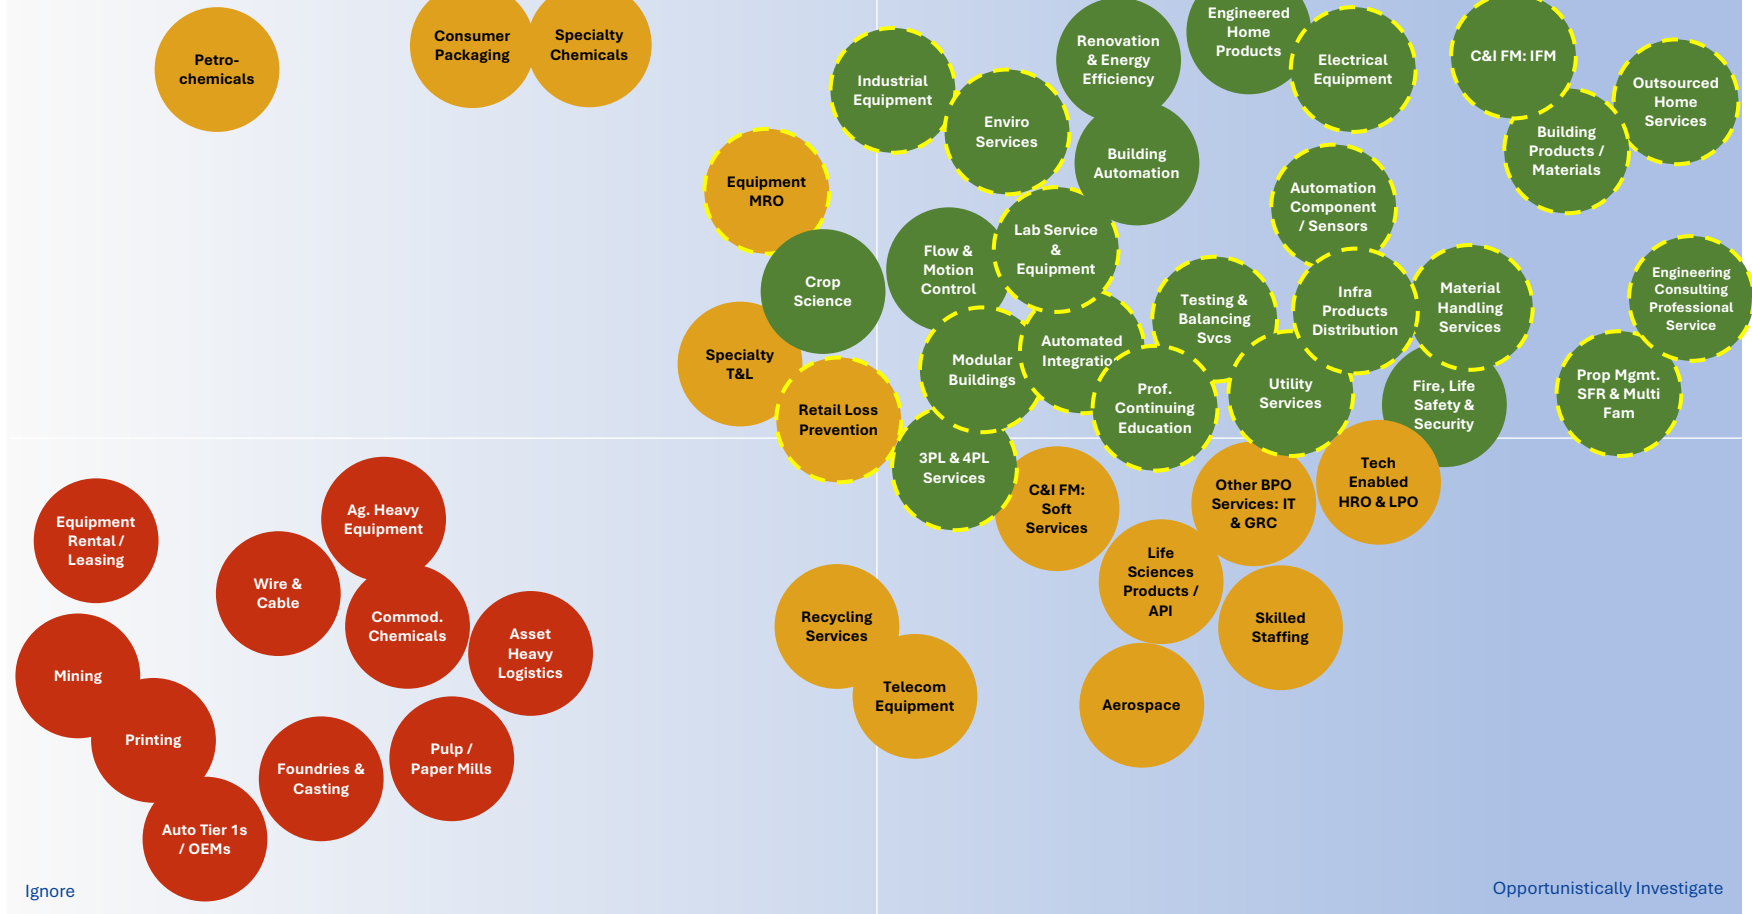 Petro-
chemicals
Consumer
Packaging
Specialty
Chemicals
Industrial
Equipment
Enviro
Services
Renovation
& Energy
Efficiency
Engineered
Home
Products
Electrical
Equipment
C&I FM: IFM
Outsourced
Home
Services
Building
Products /
Materials
Building
Automation
Equipment
MRO
Automation
Component
/ Sensors
Lab Service
&
Equipment
Flow &
Motion
Control
Crop
Science
Testing &
Balancing
Svcs
Infra
Products
Distribution
Material
Handling
Services
Engineering
Consulting
Professional
Service
Specialty
T&L
Modular
Buildings
Automated
Integratio
Prof.
Continuing
Education
Utility
Services
Fire, Life
Safety &
Security
Prop Mgmt.
SFR & Multi
Fam
Retail Loss
Prevention
3PL & 4PL
Services
C&I FM:
Soft
Services
Other BPO
Services: IT
& GRC
Tech
Enabled
HRO & LPO
Equipment
Rental /
Leasing
Ag. Heavy
Equipment
Wire &
Cable
Commod.
Chemicals
Asset
Heavy
Logistics
Life
Sciences
Products /
API
Recycling
Services
Skilled
Staffing
Mining
Telecom
Equipment
Aerospace
Printing
Foundries &
Casting
Pulp /
Paper Mills
Auto Tier 1s
/ OEMs
Ignore
Opportunistically Investigate